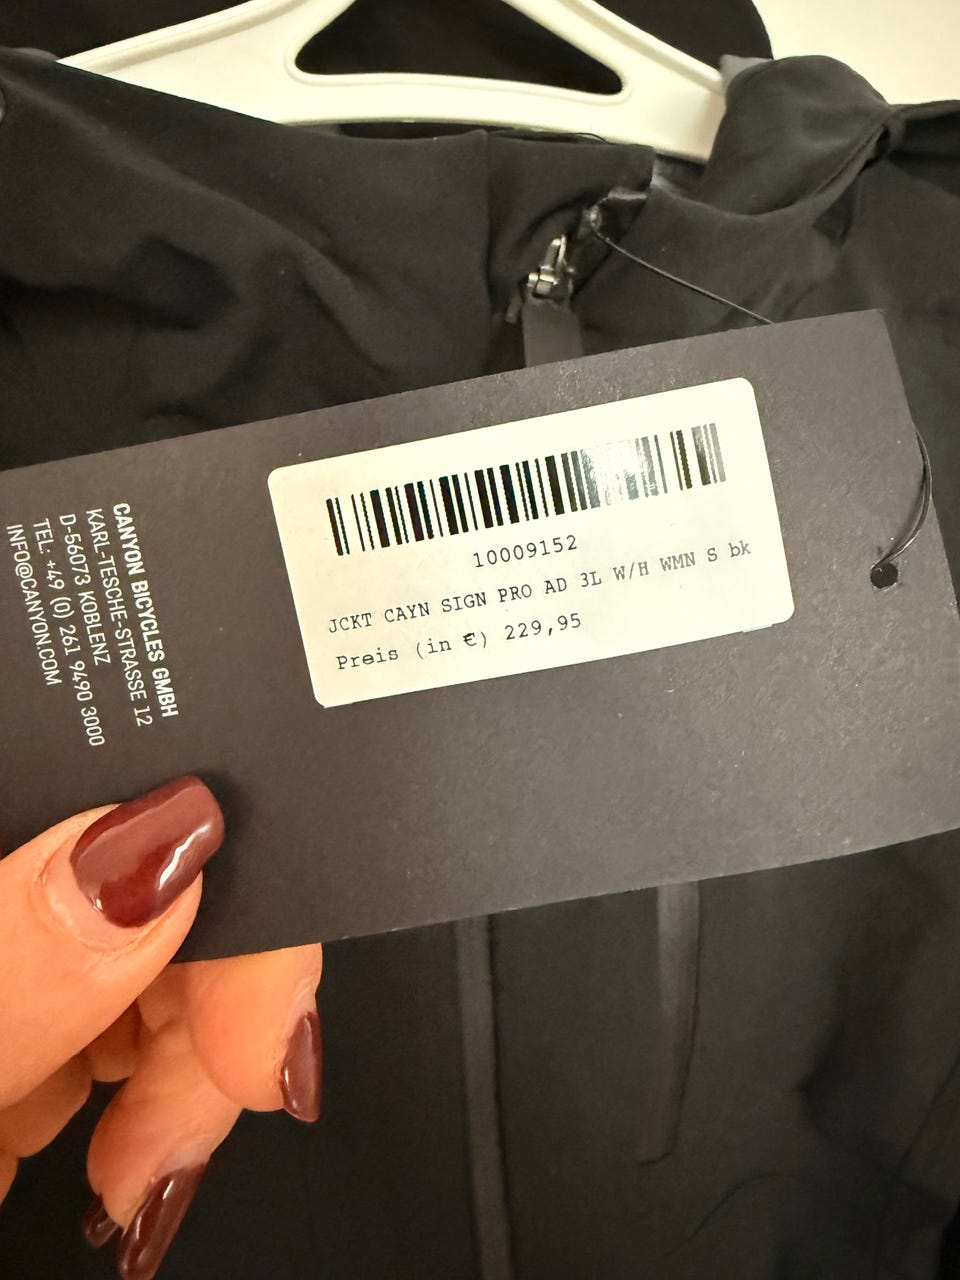 10009152
JCKT CAYN SIGN PRO AD 3L W/H WMN S bk
Preis (in €) 229,95
CANYON BICYCLES GMBH
KARL-TESCHE-STRASSE 12
D-56073 KOBLENZ
TEL: +49 (0) 261 9490 3000
INFO@CANYON.COM